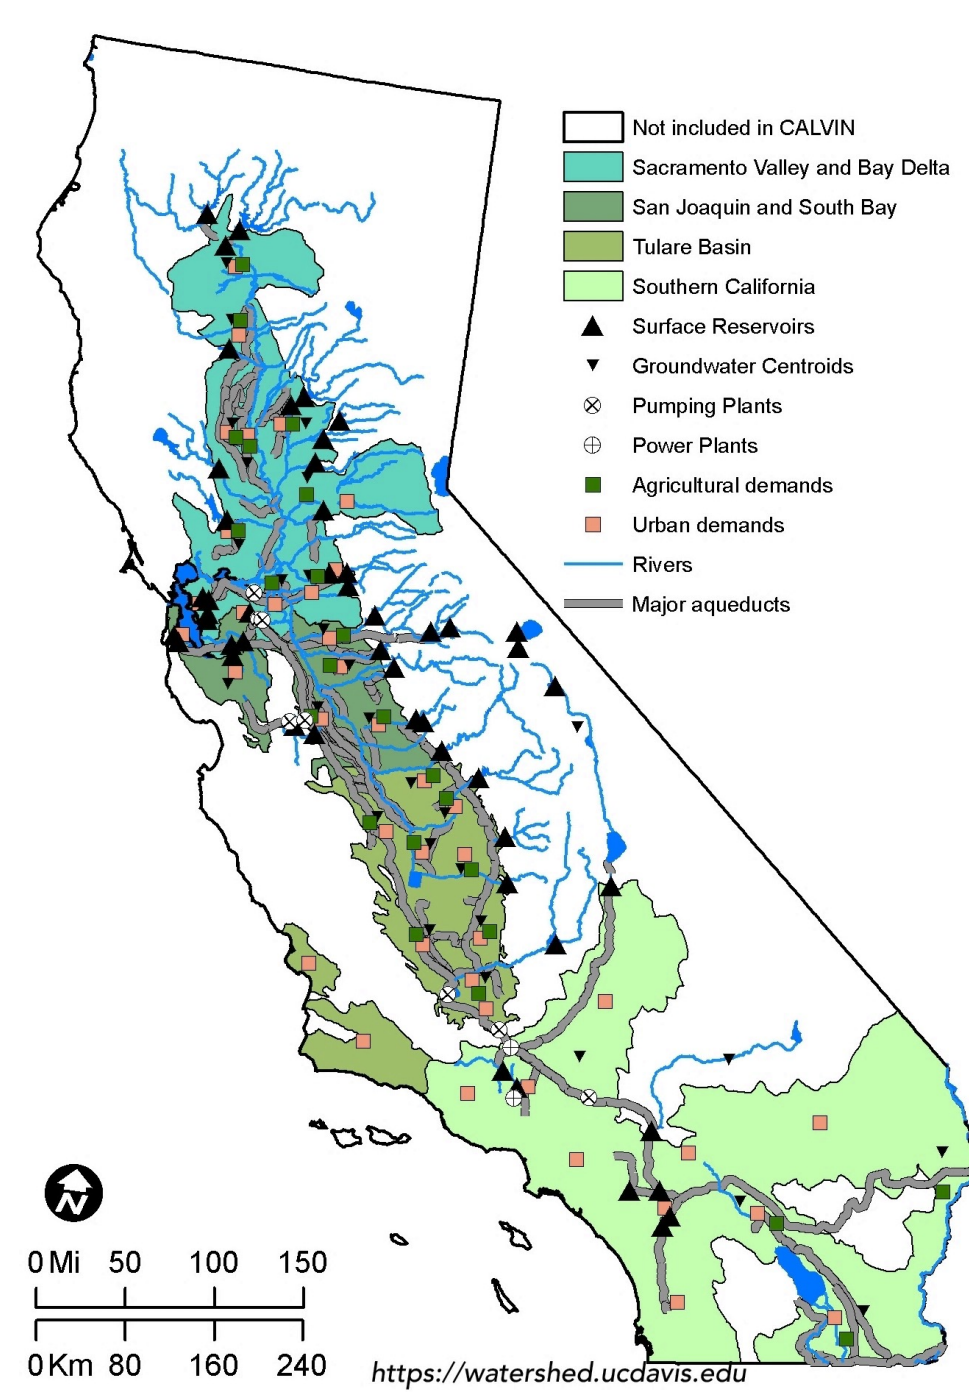 Not included in CALVIN
Sacramento Valley and Bay Delta
San Joaquin and South Bay
Tulare Basin
Southern California
Surface Reservoirs
Groundwater Centroids
Pumping Plants
Power Plants
Agricultural demands
Urban demands
Rivers
Major aqueducts
N
0 Mi 50 100 150
0 Km 80 160 240
https://watershed.ucdavis.edu